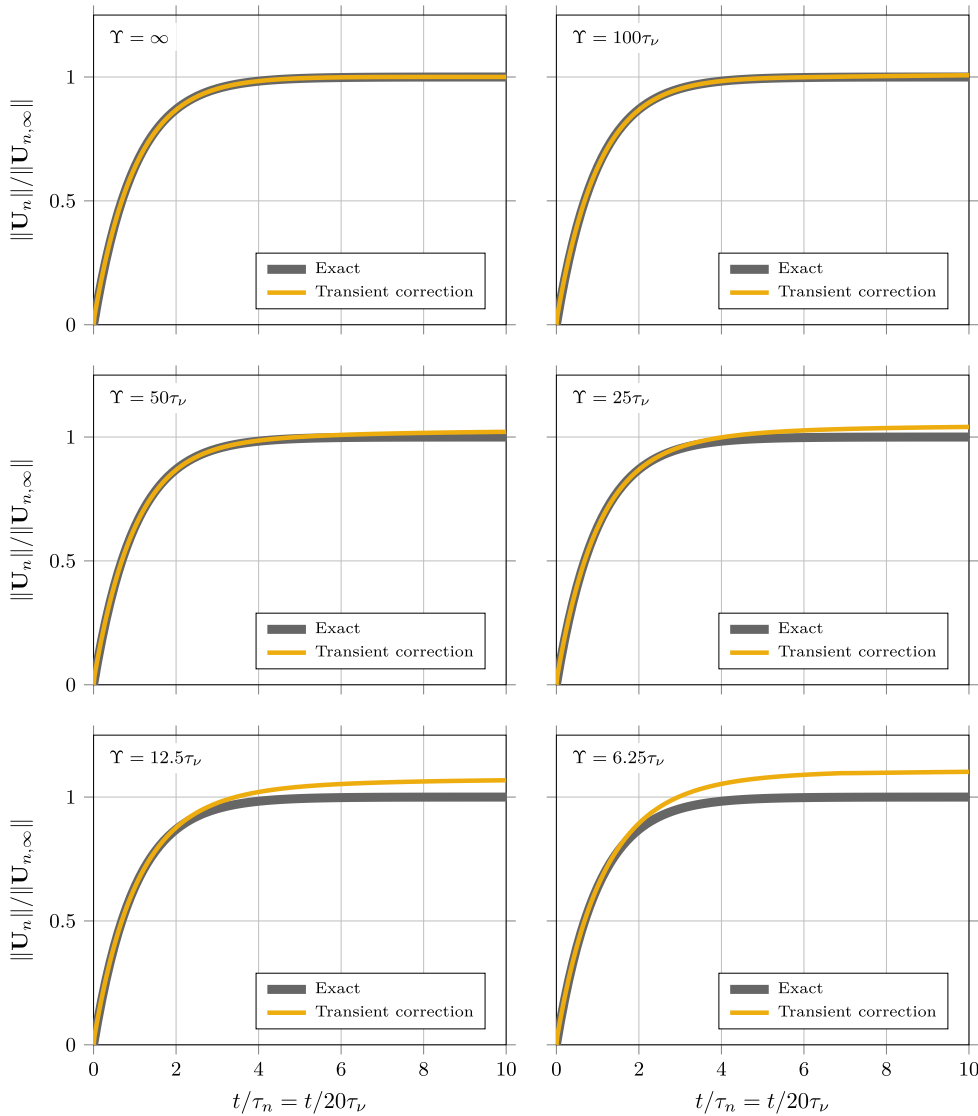 ϒ = ∞
ϒ = 100τ_ν
1
0.5
0
‖U_n‖/‖U_{n,∞}‖
Exact
Transient correction
Exact
Transient correction
ϒ = 50τ_ν
ϒ = 25τ_ν
1
0.5
0
‖U_n‖/‖U_{n,∞}‖
Exact
Transient correction
Exact
Transient correction
ϒ = 12.5τ_ν
ϒ = 6.25τ_ν
1
0.5
0
‖U_n‖/‖U_{n,∞}‖
Exact
Transient correction
Exact
Transient correction
0 2 4 6 8 10
0 2 4 6 8 10
t/τ_n = t/20τ_ν
t/τ_n = t/20τ_ν